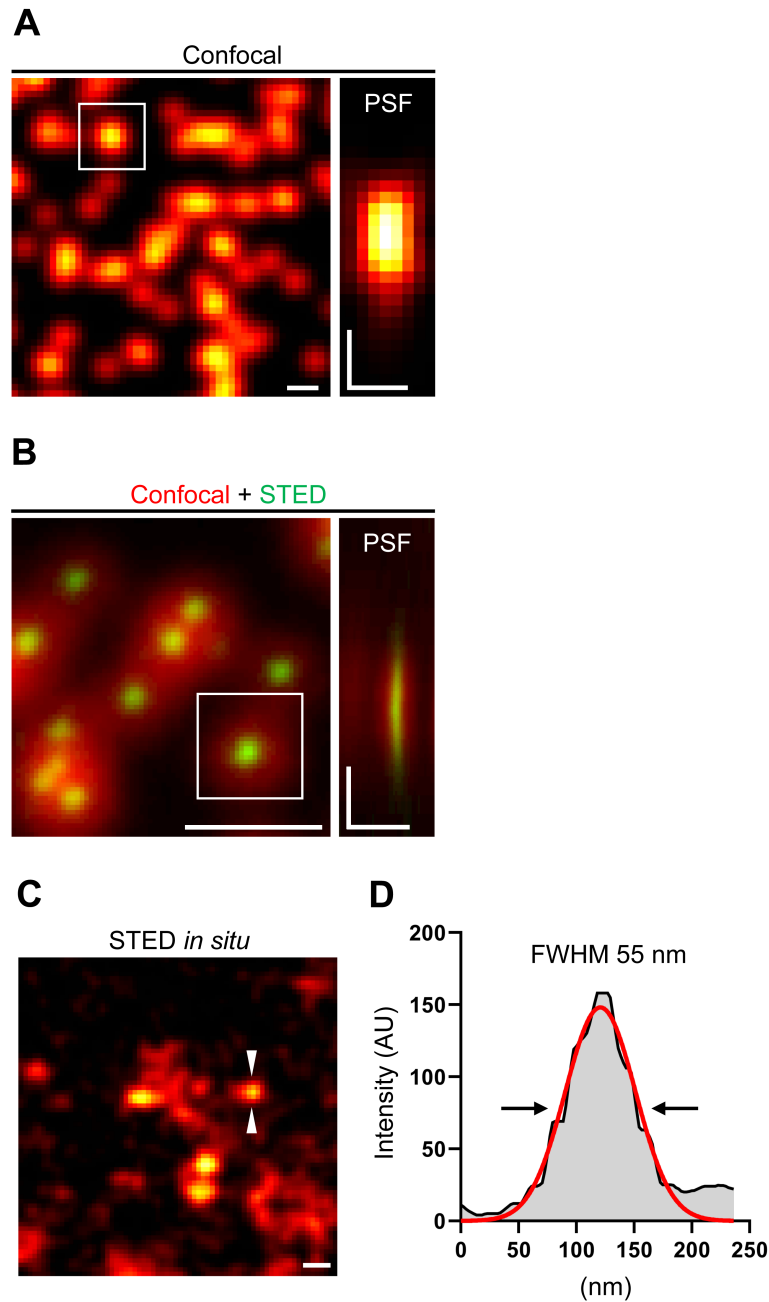 A
Confocal
PSF
B
Confocal + STED
PSF
C
STED in situ
D
FWHM 55 nm
Intensity (AU)
200
150
100
50
0
0 50 100 150 200 250
(nm)